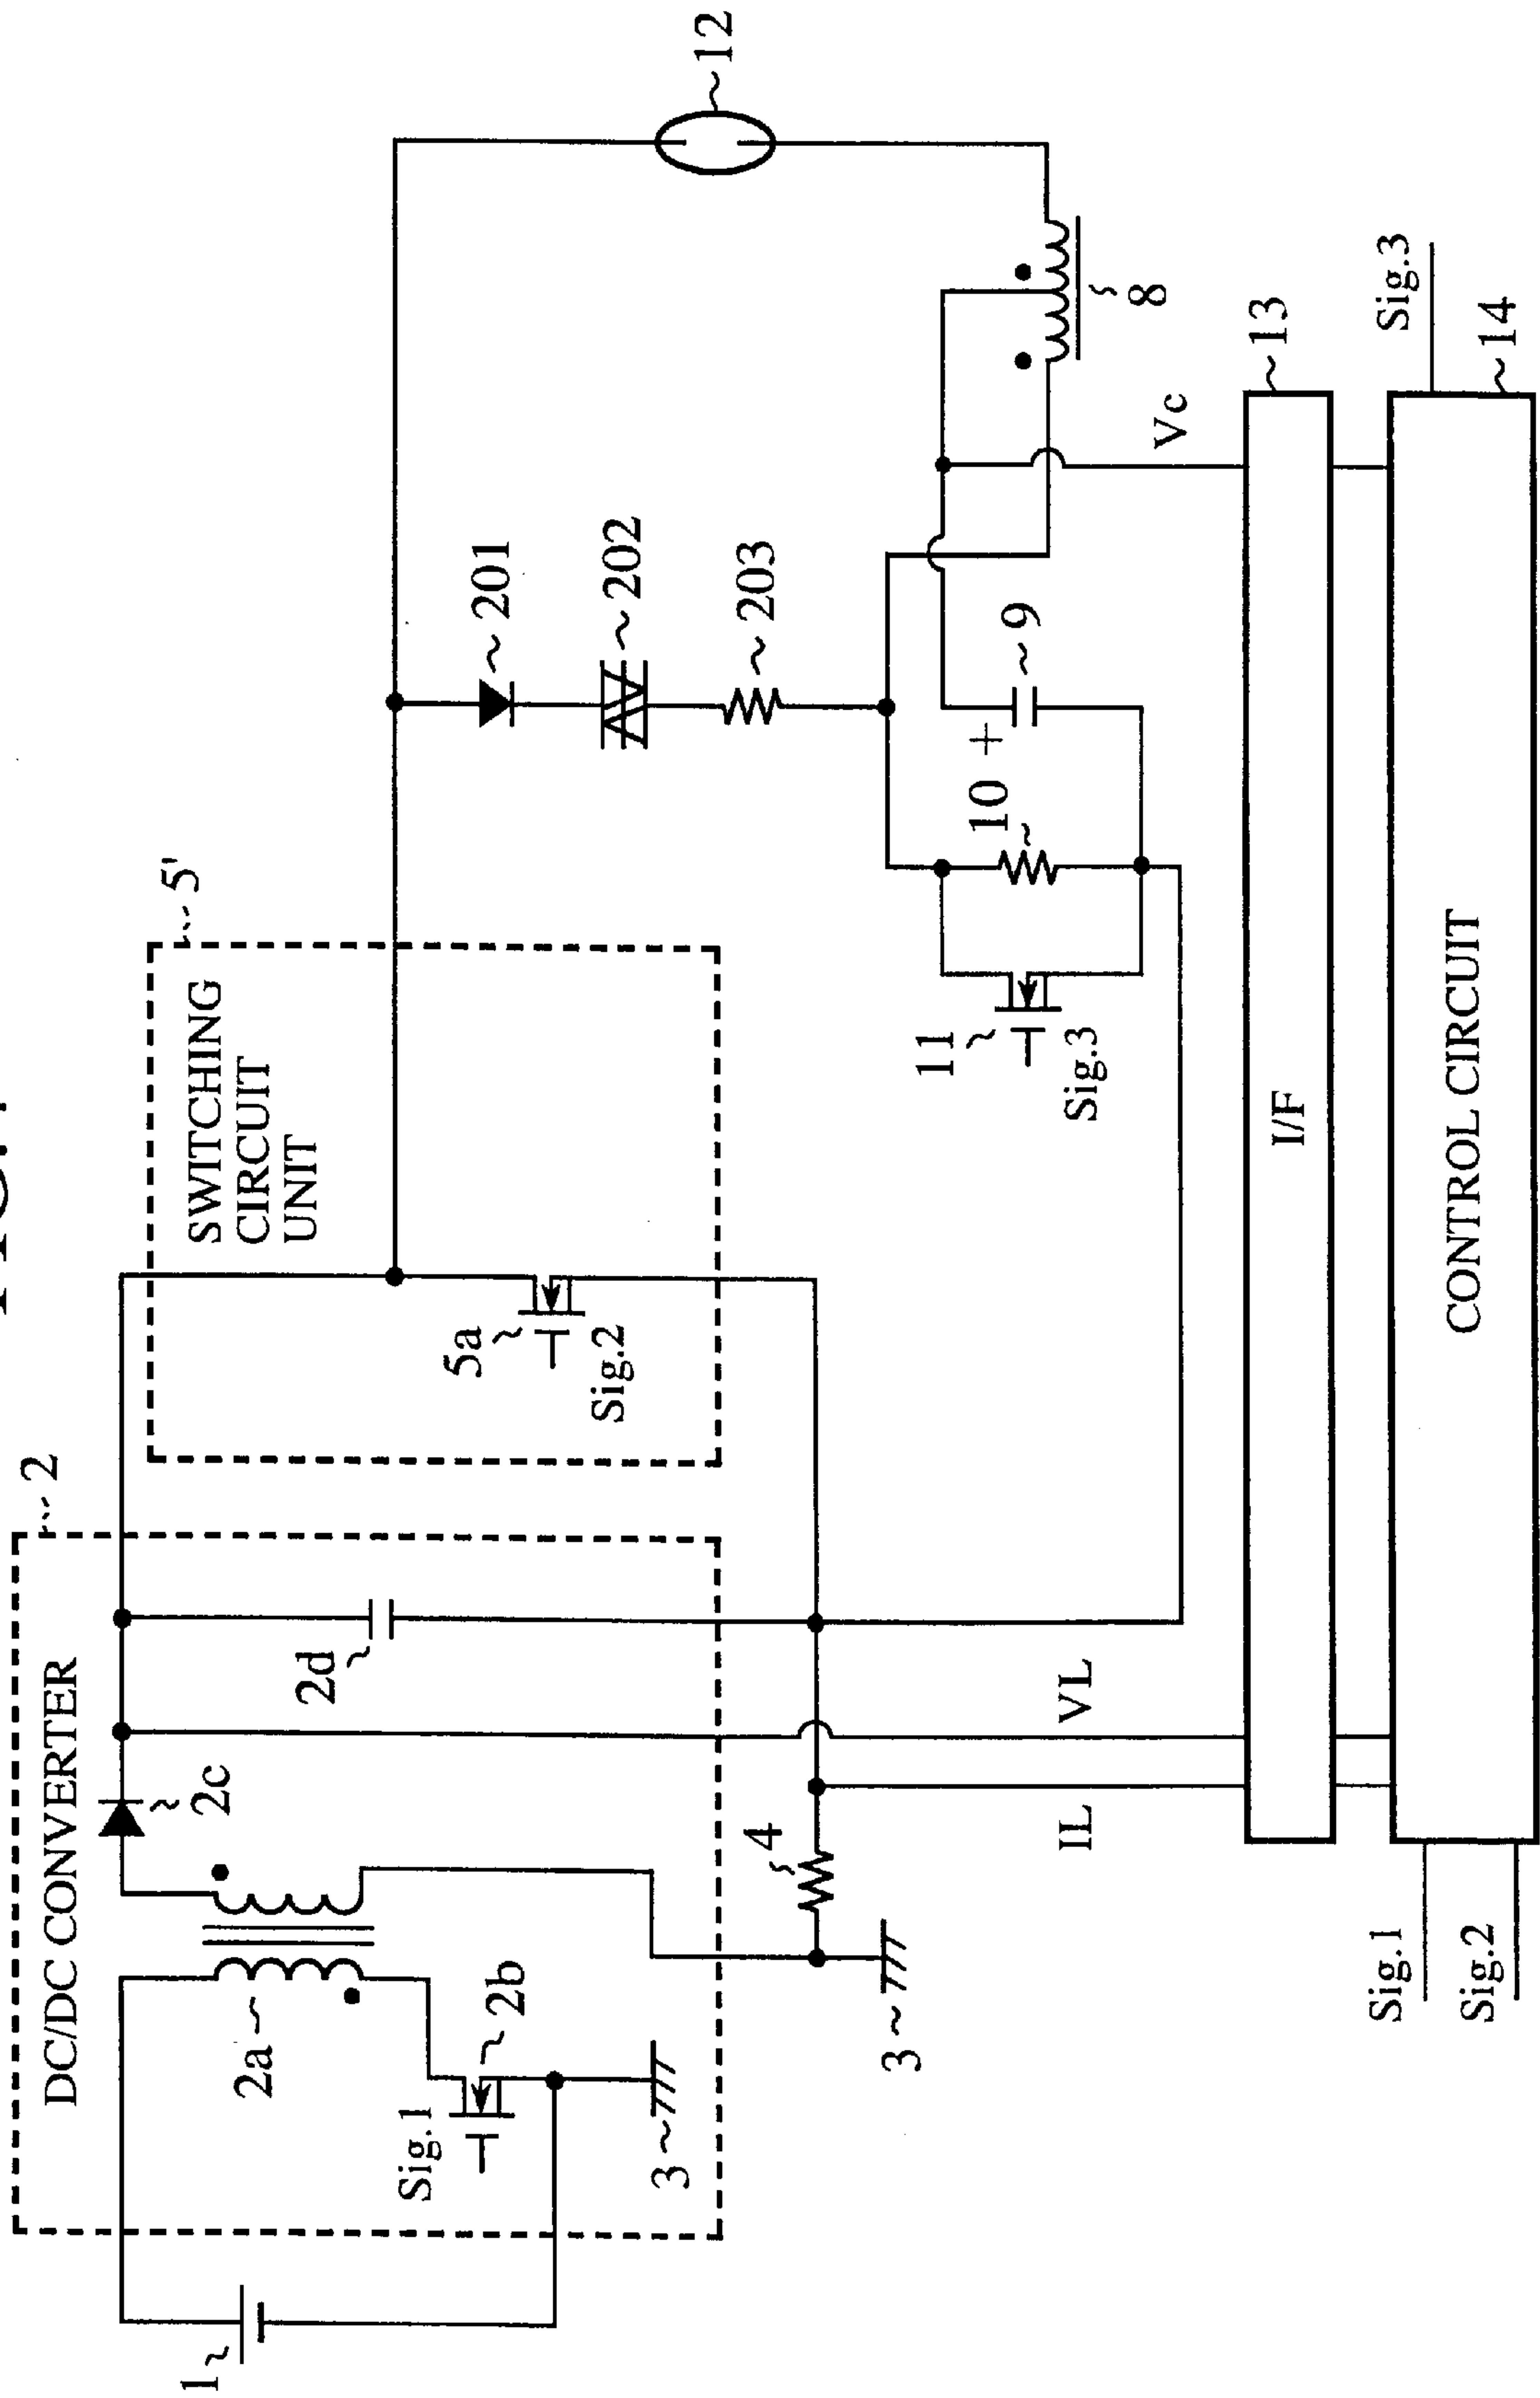 2
DC/DC CONVERTER
1
2a
2b
2c
2d
Sig.1
3
3
4
5'
SWITCHING
CIRCUIT
UNIT
5a
Sig.2
201
202
203
12
8
9
10
+
11
Sig.3
IL
VL
Vc
I/F
13
CONTROL CIRCUIT
14
Sig.1
Sig.2
Sig.3